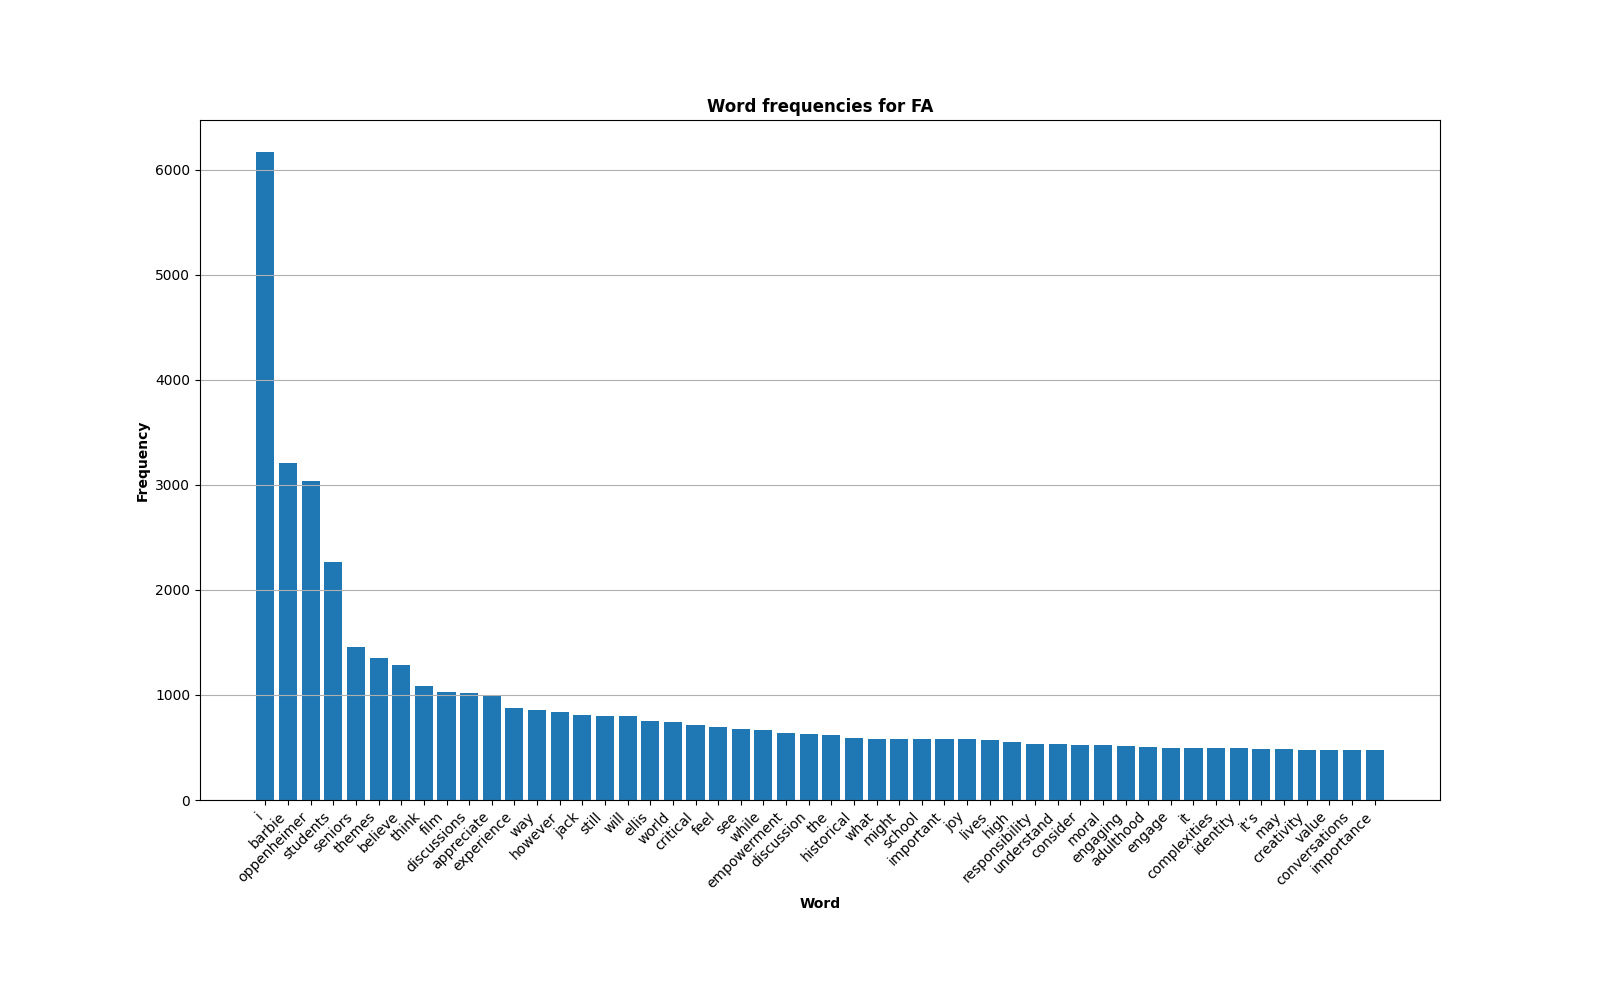 Word frequencies for FA
6000
5000
4000
3000
2000
1000
0
Frequency
i
barbie
oppenheimer
students
seniors
themes
believe
think
film
discussions
appreciate
experience
way
however
jack
still
will
ellis
world
critical
feel
see
while
empowerment
discussion
the
historical
what
might
school
important
joy
lives
high
responsibility
understand
consider
moral
engaging
adulthood
engage
it
complexities
identity
it's
may
creativity
value
conversations
importance
Word